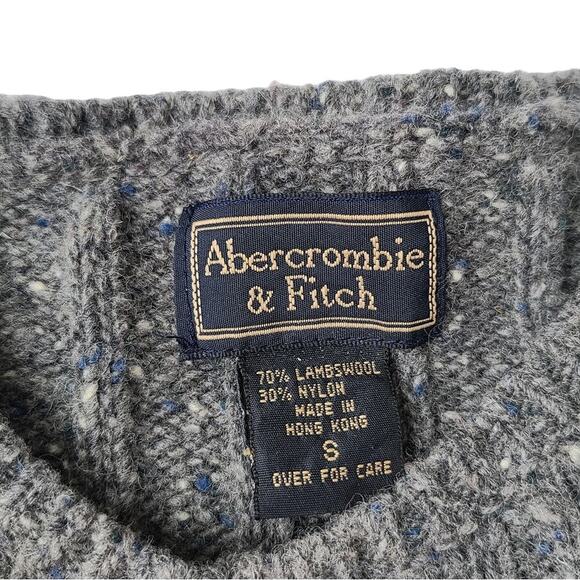 Abercrombie
& Fitch
70% LAMBSWOOL
30% NYLON
MADE IN
HONG KONG
S
OVER FOR CARE